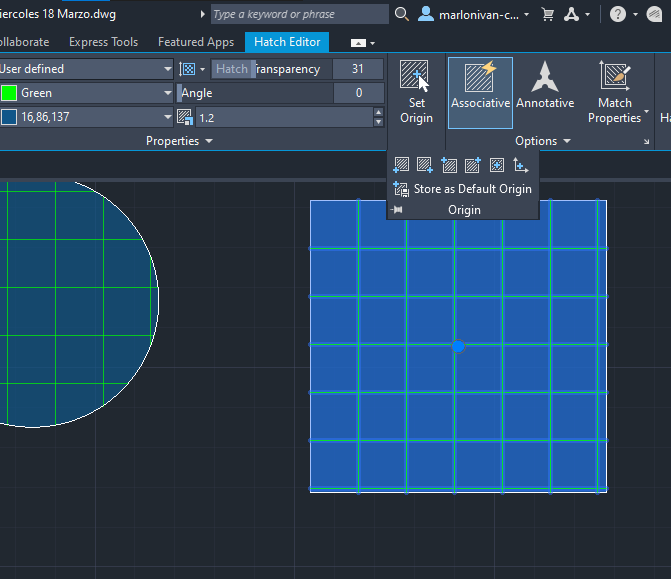 iercoles 18 Marzo.dwg
Type a keyword or phrase
marlonivan-c...
ollaborate
Express Tools
Featured Apps
Hatch Editor
User defined
Hatch Transparency
31
Green
Angle
0
16,86,137
1.2
Properties
Set
Origin
Associative
Annotative
Match
Properties
Options
Ha
Store as Default Origin
Origin